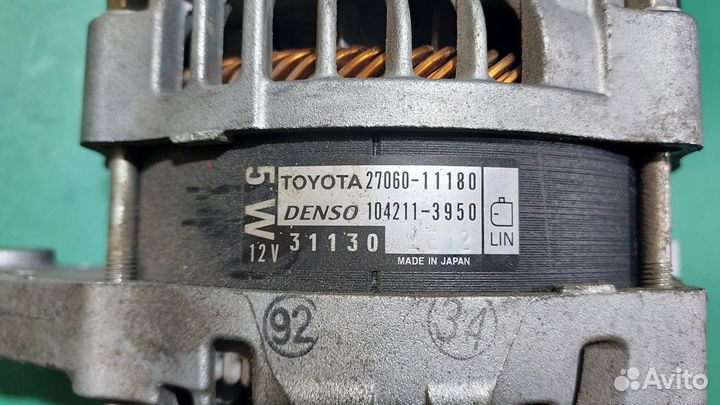 5W
TOYOTA 27060-11180
DENSO 104211-3950
12V 31130
LIN
MADE IN JAPAN
92
34
Avito